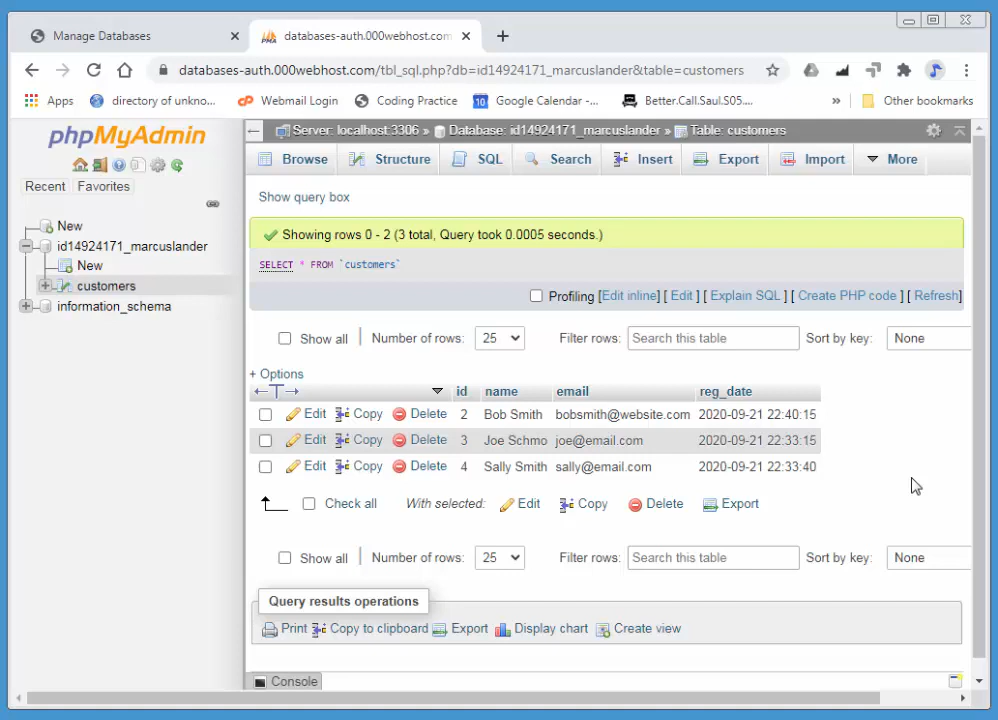 Manage Databases
databases-auth.000webhost.com
databases-auth.000webhost.com/tbl_sql.php?db=id14924171_marcuslander&table=customers
Apps directory of unkno... Webmail Login Coding Practice 10 Google Calendar -... Better.Call.Saul.S05.... » Other bookmarks
phpMyAdmin
Recent Favorites
New
id14924171_marcuslander
New
customers
information_schema
Server: localhost:3306 » Database: id14924171_marcuslander » Table: customers
Browse Structure SQL Search Insert Export Import More
Show query box
Showing rows 0 - 2 (3 total, Query took 0.0005 seconds.)
SELECT * FROM `customers`
Profiling [Edit inline] [ Edit ] [ Explain SQL ] [ Create PHP code ] [ Refresh]
Show all Number of rows: 25 Filter rows: Search this table Sort by key: None
+ Options
←T→ id name email reg_date
Edit Copy Delete 2 Bob Smith bobsmith@website.com 2020-09-21 22:40:15
Edit Copy Delete 3 Joe Schmo joe@email.com 2020-09-21 22:33:15
Edit Copy Delete 4 Sally Smith sally@email.com 2020-09-21 22:33:40
Check all With selected: Edit Copy Delete Export
Show all Number of rows: 25 Filter rows: Search this table Sort by key: None
Query results operations
Print Copy to clipboard Export Display chart Create view
Console